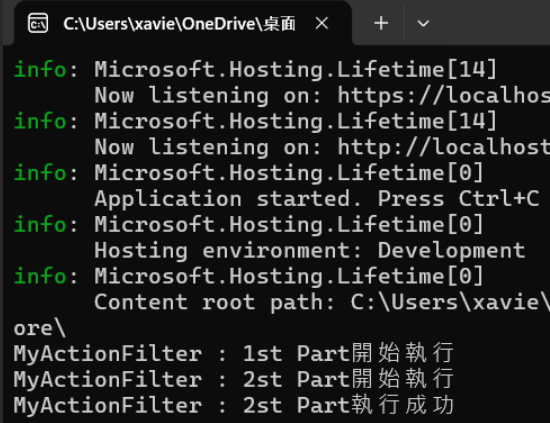 C:\Users\xavie\OneDrive\桌面
info: Microsoft.Hosting.Lifetime[14]
Now listening on: https://localhos
info: Microsoft.Hosting.Lifetime[14]
Now listening on: http://localhost
info: Microsoft.Hosting.Lifetime[0]
Application started. Press Ctrl+C
info: Microsoft.Hosting.Lifetime[0]
Hosting environment: Development
info: Microsoft.Hosting.Lifetime[0]
Content root path: C:\Users\xavie\
ore\
MyActionFilter : 1st Part開始執行
MyActionFilter : 2st Part開始執行
MyActionFilter : 2st Part執行成功